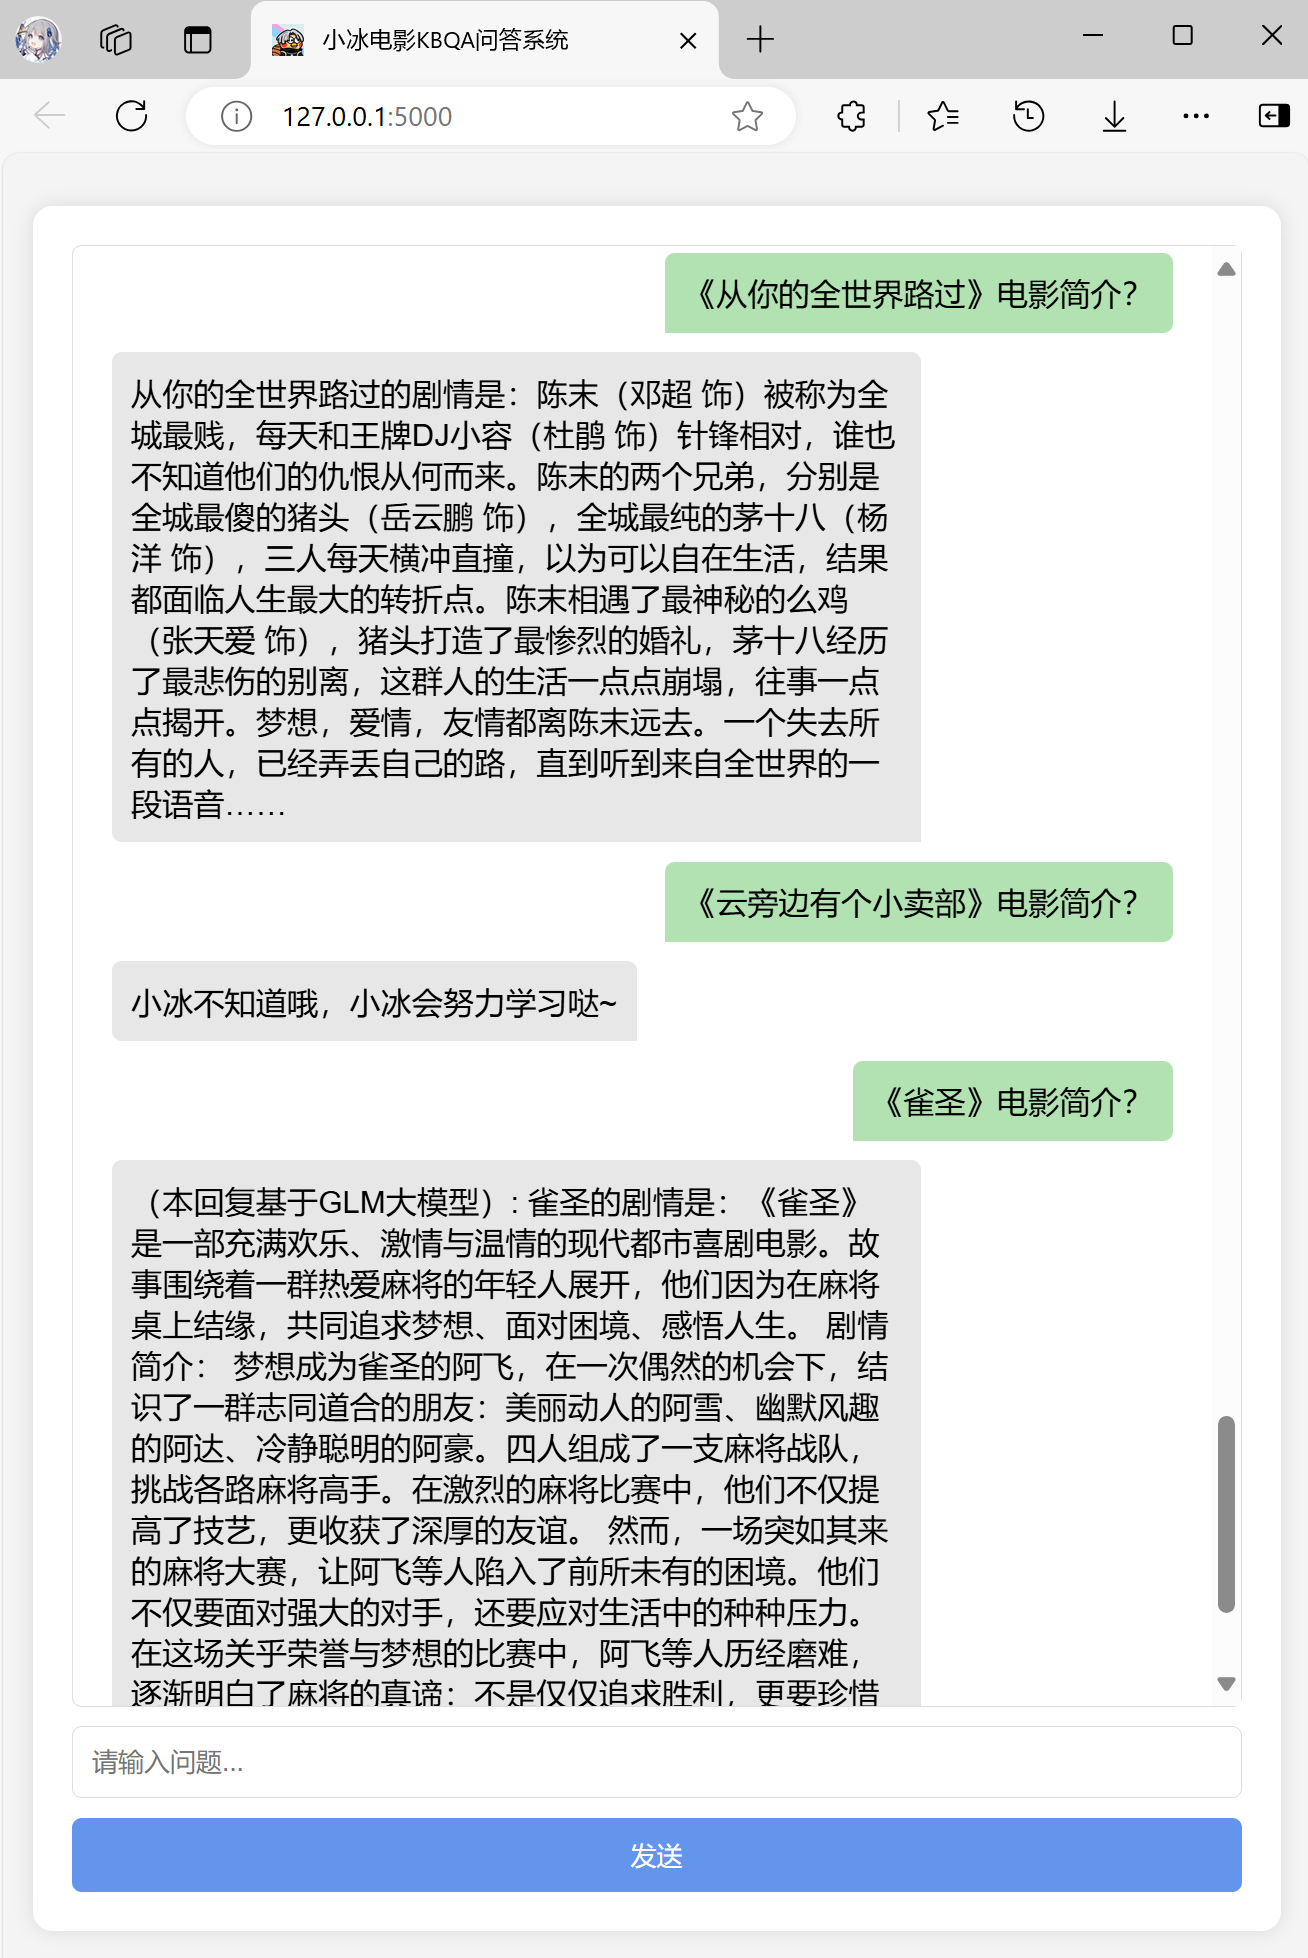 小冰电影KBQA问答系统
127.0.0.1:5000
《从你的全世界路过》电影简介？
从你的全世界路过的剧情是：陈末（邓超 饰）被称为全
城最贱，每天和王牌DJ小容（杜鹃 饰）针锋相对，谁也
不知道他们的仇恨从何而来。陈末的两个兄弟，分别是
全城最傻的猪头（岳云鹏 饰），全城最纯的茅十八（杨
洋 饰），三人每天横冲直撞，以为可以自在生活，结果
都面临人生最大的转折点。陈末相遇了最神秘的么鸡
（张天爱 饰），猪头打造了最惨烈的婚礼，茅十八经历
了最悲伤的别离，这群人的生活一点点崩塌，往事一点
点揭开。梦想，爱情，友情都离陈末远去。一个失去所
有的人，已经弄丢自己的路，直到听到来自全世界的一
段语音……
《云旁边有个小卖部》电影简介？
小冰不知道哦，小冰会努力学习哒~
《雀圣》电影简介？
（本回复基于GLM大模型）: 雀圣的剧情是：《雀圣》
是一部充满欢乐、激情与温情的现代都市喜剧电影。故
事围绕着一群热爱麻将的年轻人展开，他们因为在麻将
桌上结缘，共同追求梦想、面对困境、感悟人生。 剧情
简介： 梦想成为雀圣的阿飞，在一次偶然的机会下，结
识了一群志同道合的朋友：美丽动人的阿雪、幽默风趣
的阿达、冷静聪明的阿豪。四人组成了一支麻将战队，
挑战各路麻将高手。在激烈的麻将比赛中，他们不仅提
高了技艺，更收获了深厚的友谊。 然而，一场突如其来
的麻将大赛，让阿飞等人陷入了前所未有的困境。他们
不仅要面对强大的对手，还要应对生活中的种种压力。
在这场关乎荣誉与梦想的比赛中，阿飞等人历经磨难，
逐渐明白了麻将的真谛：不是仅仅追求胜利，更要珍惜
请输入问题...
发送